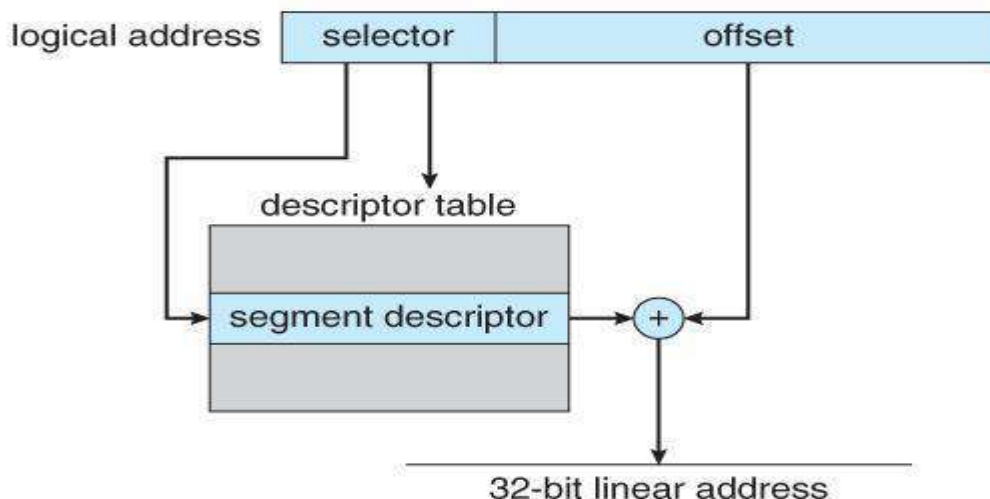 logical address selector offset
descriptor table
segment descriptor +
32-bit linear address